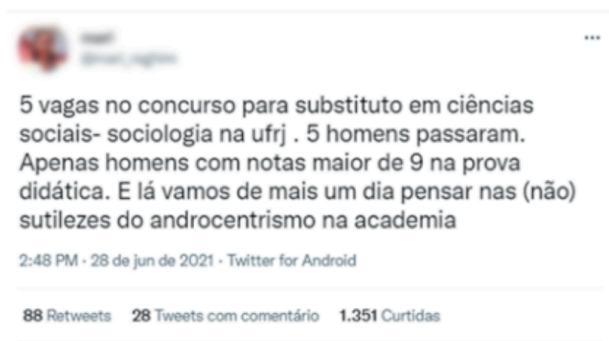 5 vagas no concurso para substituto em ciências
sociais- sociologia na ufrj . 5 homens passaram.
Apenas homens com notas maior de 9 na prova
didática. E lá vamos de mais um dia pensar nas (não)
sutilezes do androcentrismo na academia
2:48 PM · 28 de jun de 2021 · Twitter for Android
88 Retweets 28 Tweets com comentário 1.351 Curtidas